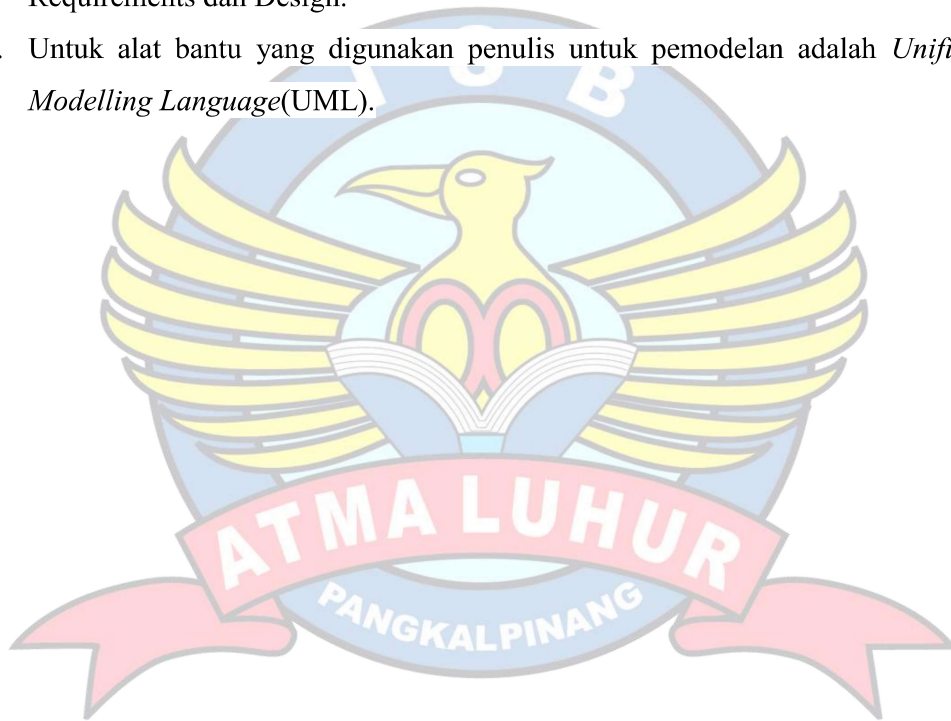 Requirements dan Design.
. Untuk alat bantu yang digunakan penulis untuk pemodelan adalah Unifi
Modelling Language(UML).
I S B
ATMA LUHUR
PANGKALPINANG